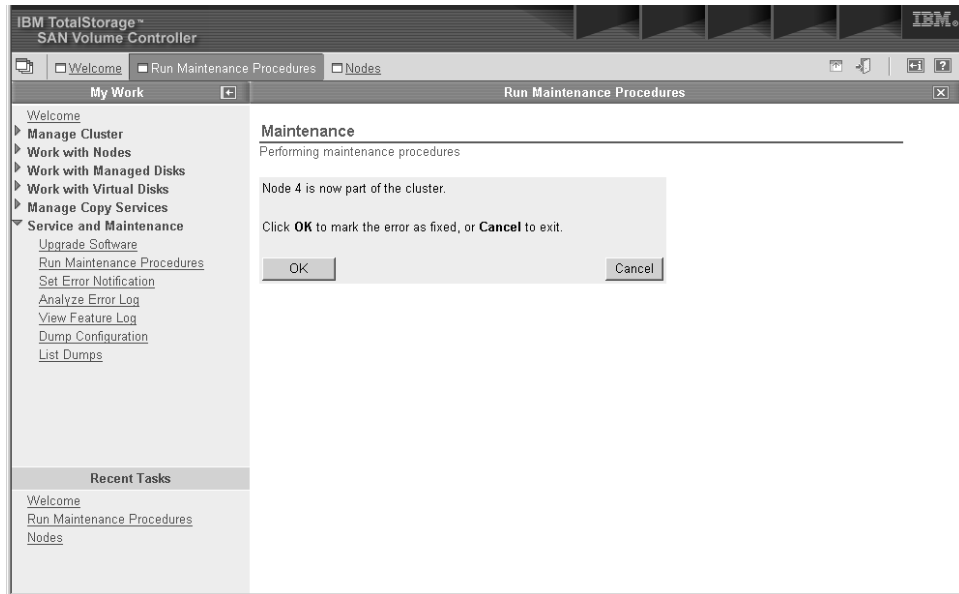 IBM TotalStorage™
SAN Volume Controller
IBM®
Welcome
Run Maintenance Procedures
Nodes
My Work
Run Maintenance Procedures
Welcome
Manage Cluster
Work with Nodes
Work with Managed Disks
Work with Virtual Disks
Manage Copy Services
Service and Maintenance
Upgrade Software
Run Maintenance Procedures
Set Error Notification
Analyze Error Log
View Feature Log
Dump Configuration
List Dumps
Maintenance
Performing maintenance procedures
Node 4 is now part of the cluster.
Click OK to mark the error as fixed, or Cancel to exit.
OK
Cancel
Recent Tasks
Welcome
Run Maintenance Procedures
Nodes